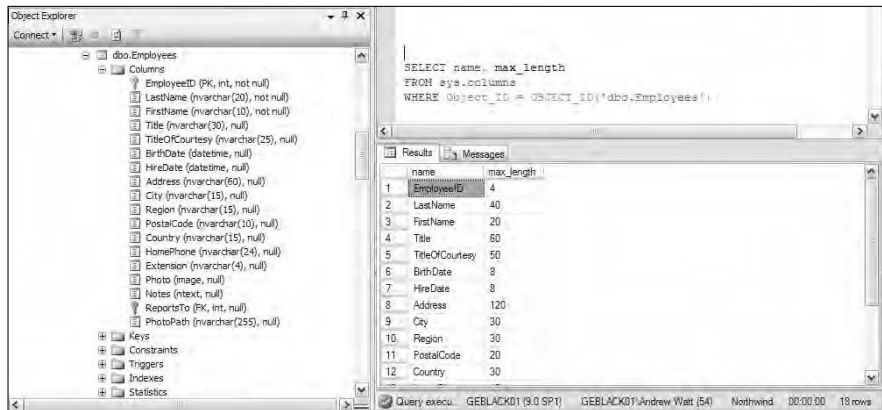 Object Explorer
Connect
dbo.Employees
Columns
EmployeeID (PK, int, not null)
LastName (nvarchar(20), not null)
FirstName (nvarchar(10), not null)
Title (nvarchar(30), null)
TitleOfCourtesy (nvarchar(25), null)
BirthDate (datetime, null)
HireDate (datetime, null)
Address (nvarchar(60), null)
City (nvarchar(15), null)
Region (nvarchar(15), null)
PostalCode (nvarchar(10), null)
Country (nvarchar(15), null)
HomePhone (nvarchar(24), null)
Extension (nvarchar(4), null)
Photo (image, null)
Notes (ntext, null)
ReportsTo (FK, int, null)
PhotoPath (nvarchar(255), null)
Keys
Constraints
Triggers
Indexes
Statistics
SELECT name, max_length
FROM sys.columns
WHERE Object_ID = OBJECT_ID('dbo.Employees')
Results Messages
name max_length
1 EmployeeID 4
2 LastName 40
3 FirstName 20
4 Title 60
5 TitleOfCourtesy 50
6 BirthDate 8
7 HireDate 8
8 Address 120
9 City 30
10 Region 30
11 PostalCode 20
12 Country 30
Query execu... GEBLACK01 (9.0 SP1) GEBLACK01\Andrew Watt (54) Northwind 00:00:00 18 rows